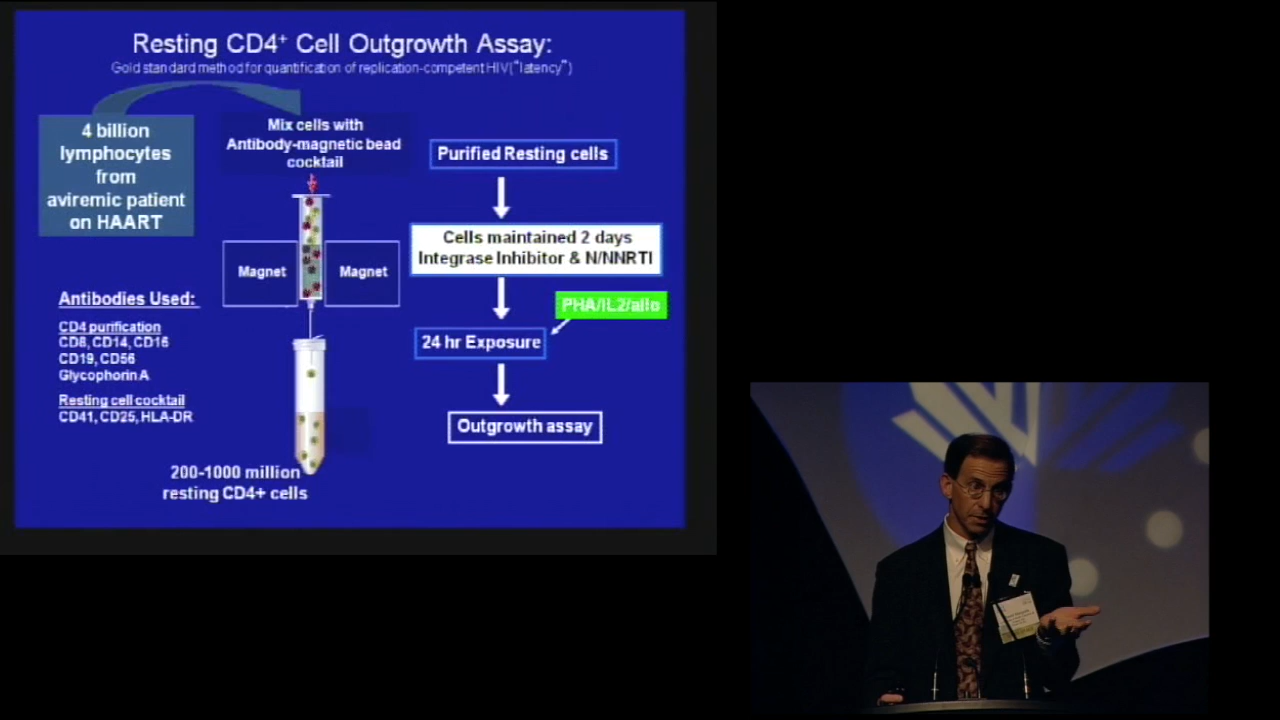 Resting CD4+ Cell Outgrowth Assay:
Gold standard method for quantification of replication-competent HIV("latency")
4 billion
lymphocytes
from
aviremic patient
on HAART
Mix cells with
Antibody-magnetic bead
cocktail
Magnet
Magnet
Antibodies Used:
CD4 purification
CD8, CD14, CD16
CD19, CD56
Glycophorin A
Resting cell cocktail
CD41, CD25, HLA-DR
200-1000 million
resting CD4+ cells
Purified Resting cells
Cells maintained 2 days
Integrase Inhibitor & N/NNRTI
PHA/IL2/allo
24 hr Exposure
Outgrowth assay